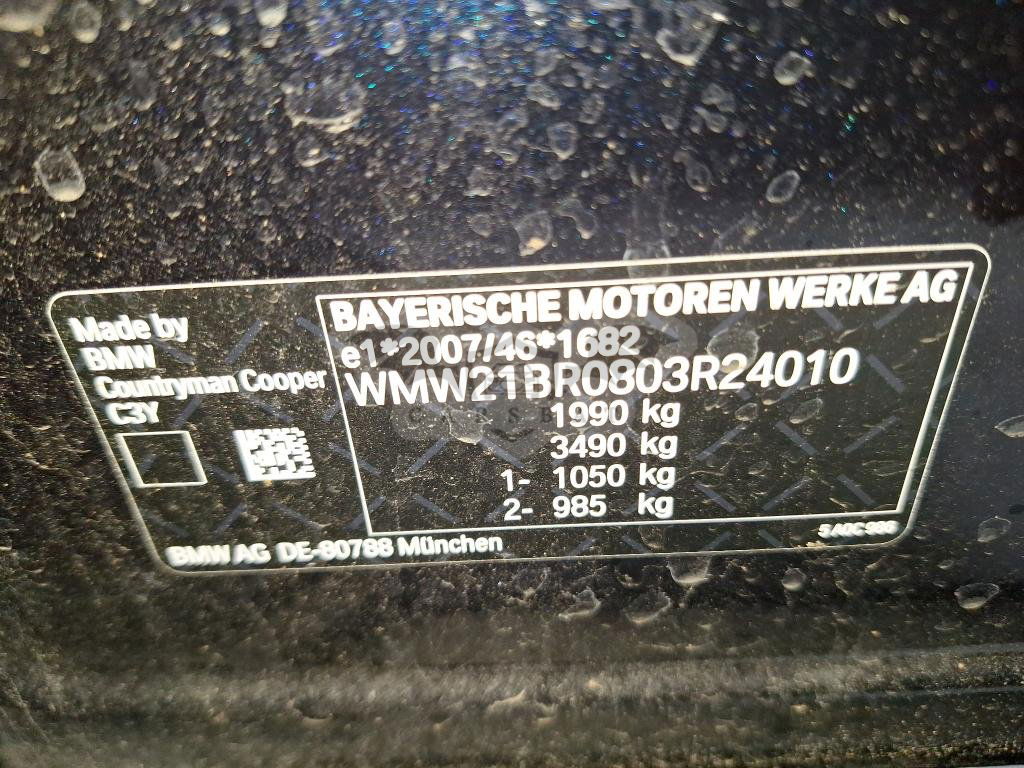 Made by
BMW
Countryman Cooper
C3Y
BAYERISCHE MOTOREN WERKE AG
e1*2007/46*1682
WMW21BR0803R24010
1990 kg
3490 kg
1- 1050 kg
2- 985 kg
BMW AG DE-80788 München